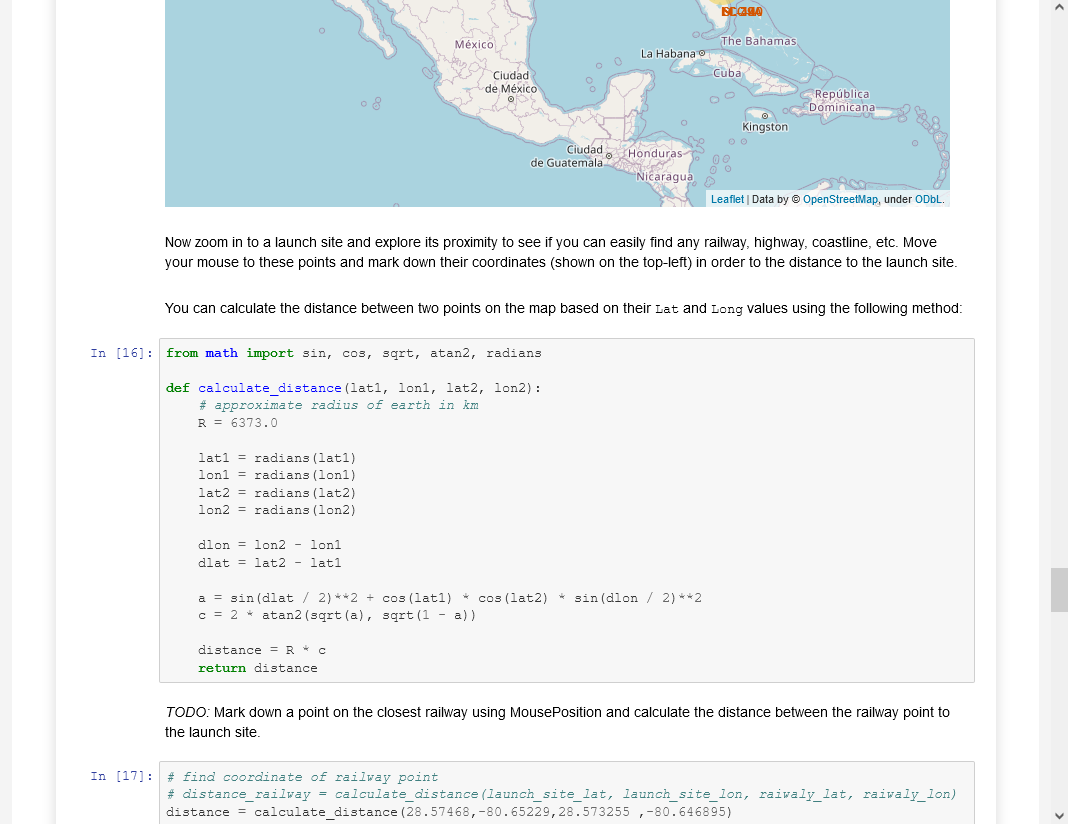 México
La Habana
The Bahamas
Ciudad
de México
Cuba
República
Dominicana
Kingston
Ciudad
de Guatemala
Honduras
Nicaragua
Leaflet | Data by © OpenStreetMap, under ODbL.
Now zoom in to a launch site and explore its proximity to see if you can easily find any railway, highway, coastline, etc. Move
your mouse to these points and mark down their coordinates (shown on the top-left) in order to the distance to the launch site.
You can calculate the distance between two points on the map based on their Lat and Long values using the following method:
In [16]: from math import sin, cos, sqrt, atan2, radians
def calculate_distance(lat1, lon1, lat2, lon2):
# approximate radius of earth in km
R = 6373.0
lat1 = radians(lat1)
lon1 = radians(lon1)
lat2 = radians(lat2)
lon2 = radians(lon2)
dlon = lon2 - lon1
dlat = lat2 - lat1
a = sin(dlat / 2)**2 + cos(lat1) * cos(lat2) * sin(dlon / 2)**2
c = 2 * atan2(sqrt(a), sqrt(1 - a))
distance = R * c
return distance
TODO: Mark down a point on the closest railway using MousePosition and calculate the distance between the railway point to
the launch site.
In [17]: # find coordinate of railway point
# distance_railway = calculate_distance(launch_site_lat, launch_site_lon, raiwaly_lat, raiwaly_lon)
distance = calculate_distance(28.57468,-80.65229,28.573255 ,-80.646895)